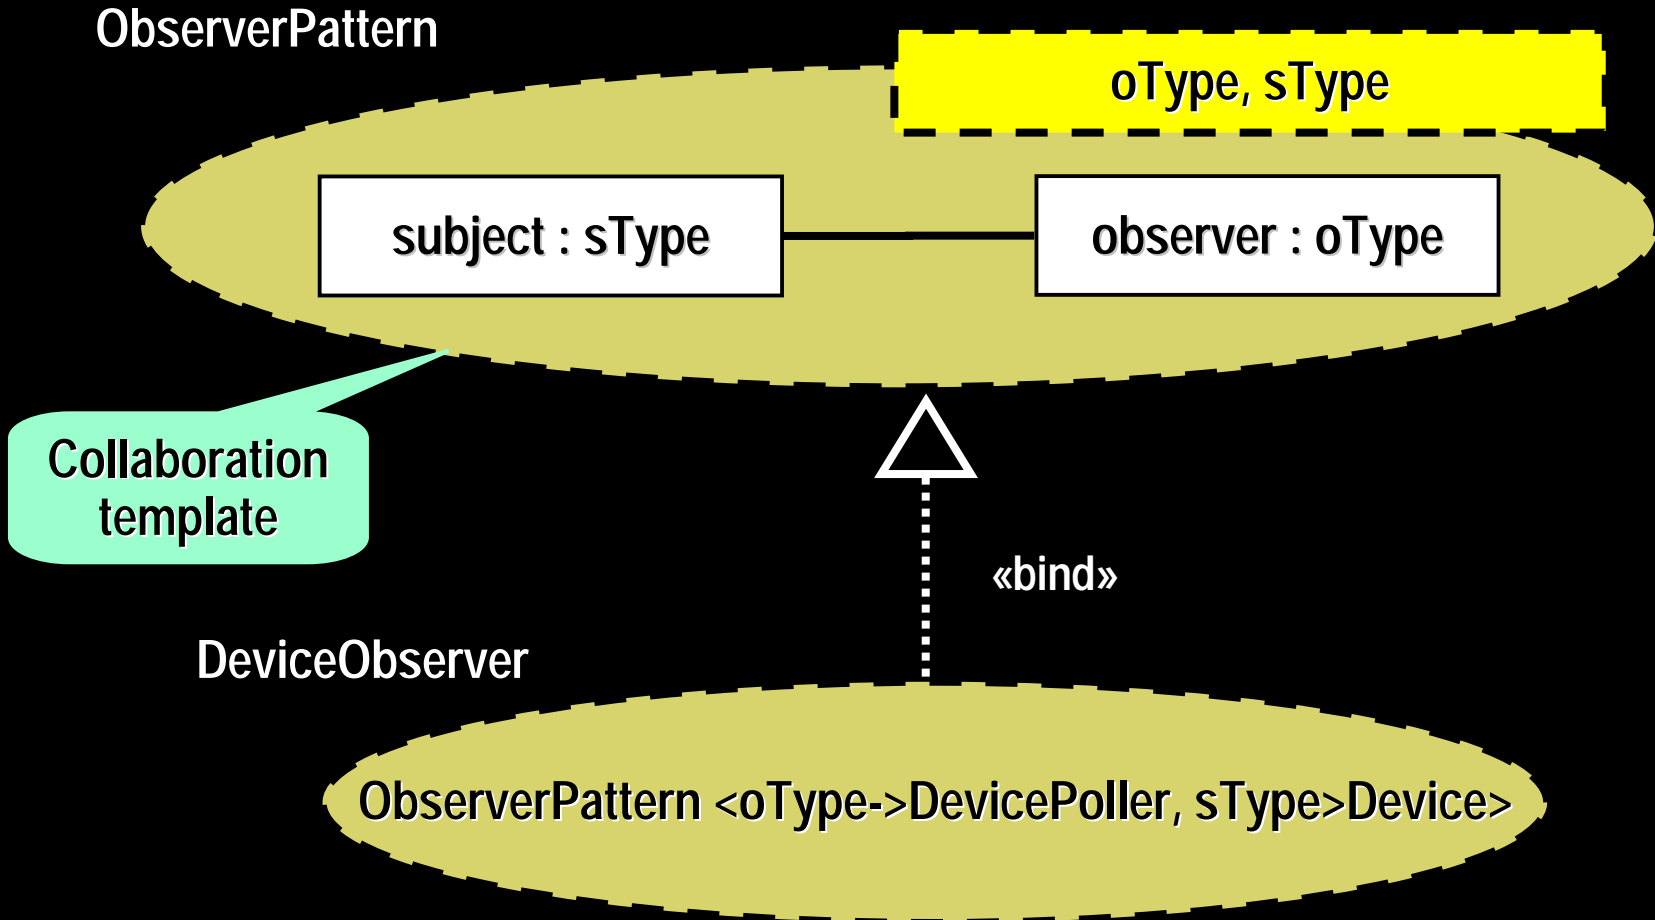 ObserverPattern
oType, sType
subject : sType
observer : oType
Collaboration
template
«bind»
DeviceObserver
ObserverPattern <oType->DevicePoller, sType>Device>